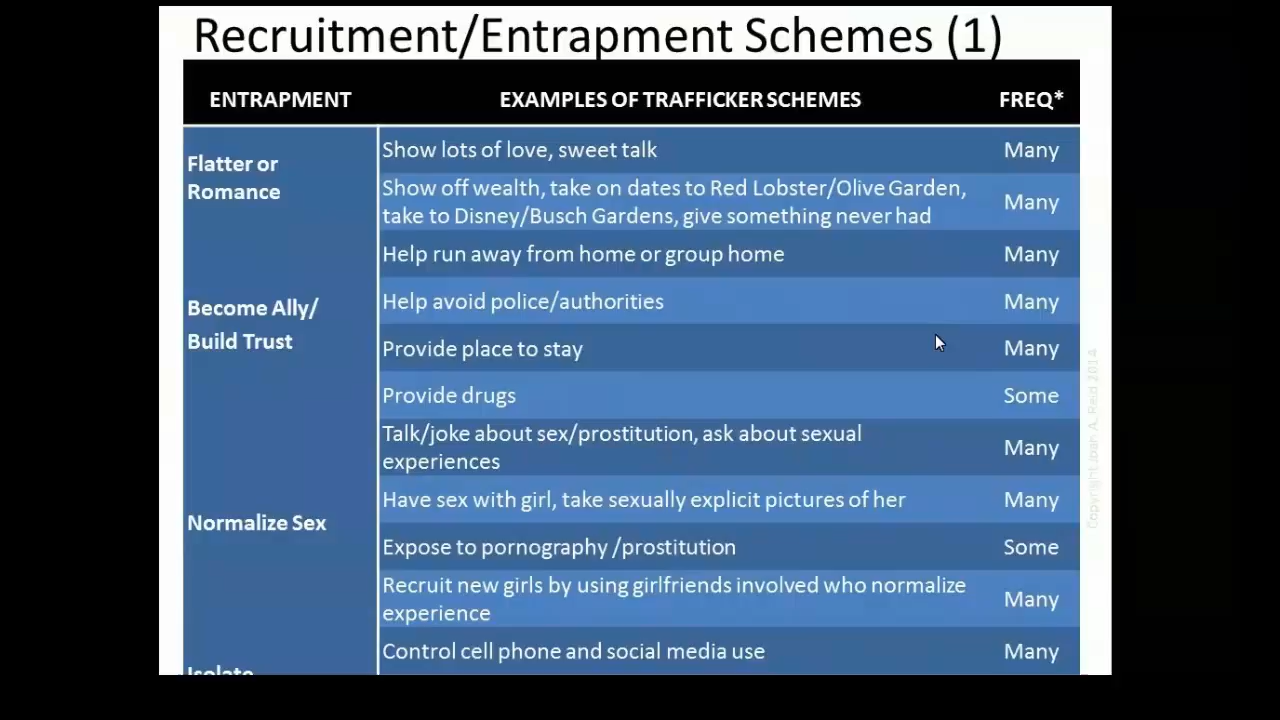 Recruitment/Entrapment Schemes (1)
ENTRAPMENT EXAMPLES OF TRAFFICKER SCHEMES FREQ*
Flatter or
Romance
Show lots of love, sweet talk Many
Show off wealth, take on dates to Red Lobster/Olive Garden,
take to Disney/Busch Gardens, give something never had Many
Become Ally/
Build Trust
Help run away from home or group home Many
Help avoid police/authorities Many
Provide place to stay Many
Provide drugs Some
Normalize Sex
Talk/joke about sex/prostitution, ask about sexual
experiences Many
Have sex with girl, take sexually explicit pictures of her Many
Expose to pornography /prostitution Some
Recruit new girls by using girlfriends involved who normalize
experience Many
Isolate
Control cell phone and social media use Many
Copyright Joan A. Reid 2014